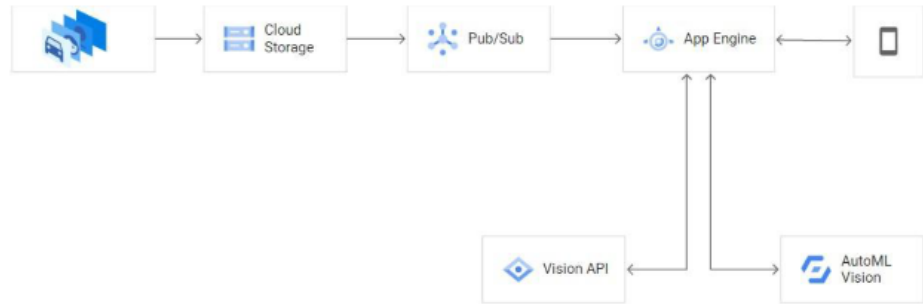 Cloud
Storage
Pub/Sub
App Engine
Vision API
AutoML
Vision